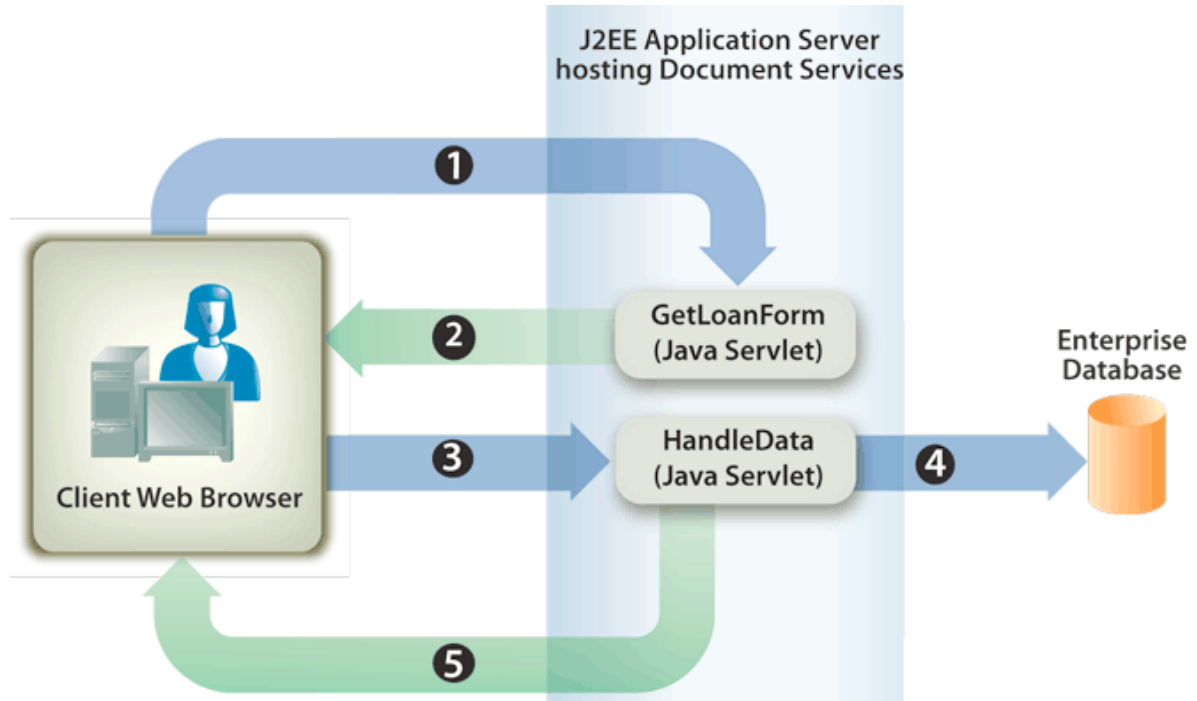 J2EE Application Server
hosting Document Services
1
GetLoanForm
(Java Servlet)
2
Enterprise
Database
HandleData
(Java Servlet)
3
4
Client Web Browser
5